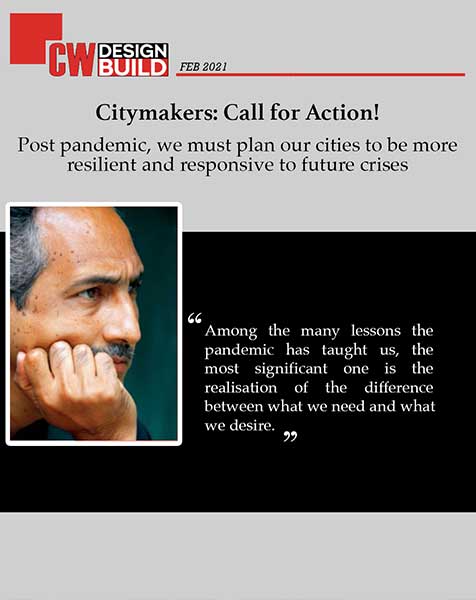 CW DESIGN
BUILD
FEB 2021
Citymakers: Call for Action!
Post pandemic, we must plan our cities to be more
resilient and responsive to future crises
“ Among the many lessons the
pandemic has taught us, the
most significant one is the
realisation of the difference
between what we need and what
we desire. ”